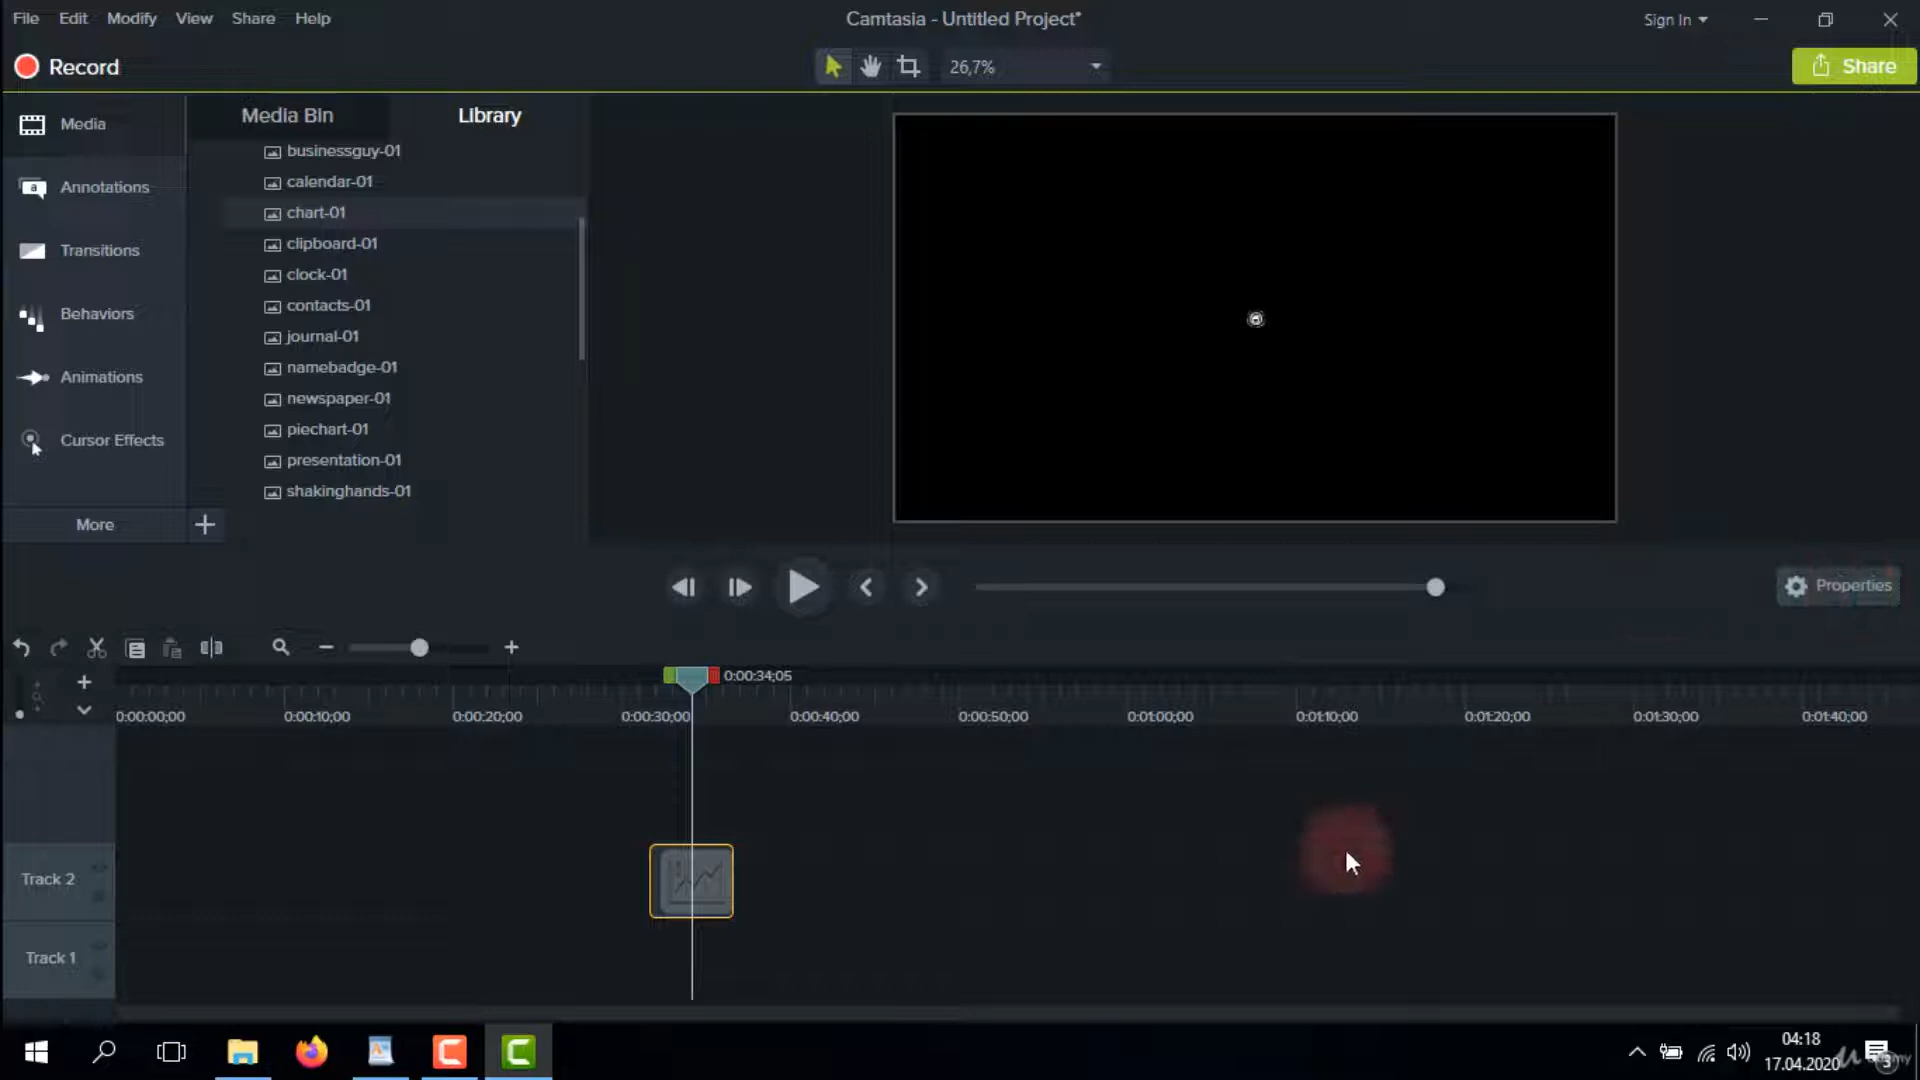 File Edit Modify View Share Help
Camtasia - Untitled Project*
Sign In
Record
26,7%
Share
Media
Annotations
Transitions
Behaviors
Animations
Cursor Effects
More
Media Bin
Library
businessguy-01
calendar-01
chart-01
clipboard-01
clock-01
contacts-01
journal-01
namebadge-01
newspaper-01
piechart-01
presentation-01
shakinghands-01
Properties
0:00:34;05
0:00:00;00 0:00:10;00 0:00:20;00 0:00:30;00 0:00:40;00 0:00:50;00 0:01:00;00 0:01:10;00 0:01:20;00 0:01:30;00 0:01:40;00
Track 2
Track 1
04:18
17.04.2020
3